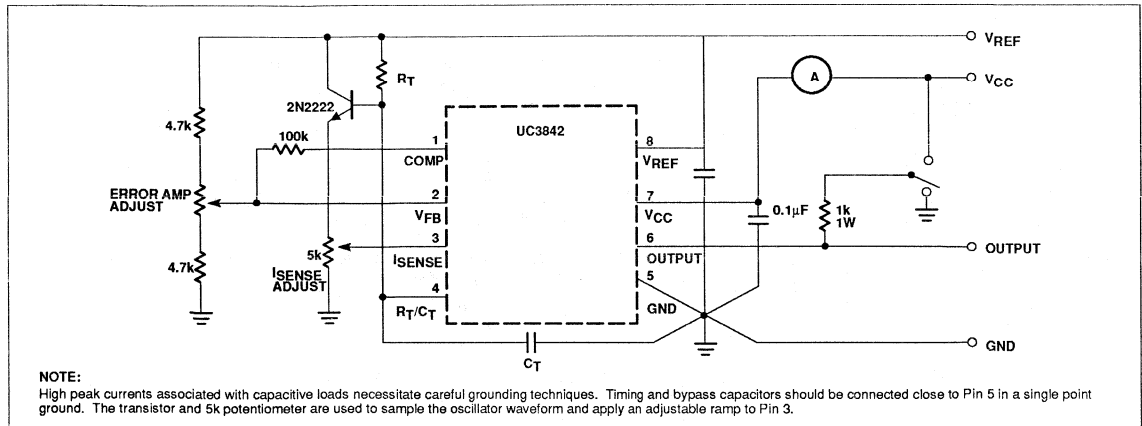 VREF
A
VCC
RT
2N2222
UC3842
4.7k
100k
1
COMP
8
VREF
ERROR AMP
ADJUST
2
VFB
7
VCC
0.1μF
1k
1W
3
ISENSE
6
OUTPUT
OUTPUT
5k
ISENSE
ADJUST
4.7k
4
RT/CT
5
GND
CT
GND
NOTE:
High peak currents associated with capacitive loads necessitate careful grounding techniques. Timing and bypass capacitors should be connected close to Pin 5 in a single point
ground. The transistor and 5k potentiometer are used to sample the oscillator waveform and apply an adjustable ramp to Pin 3.